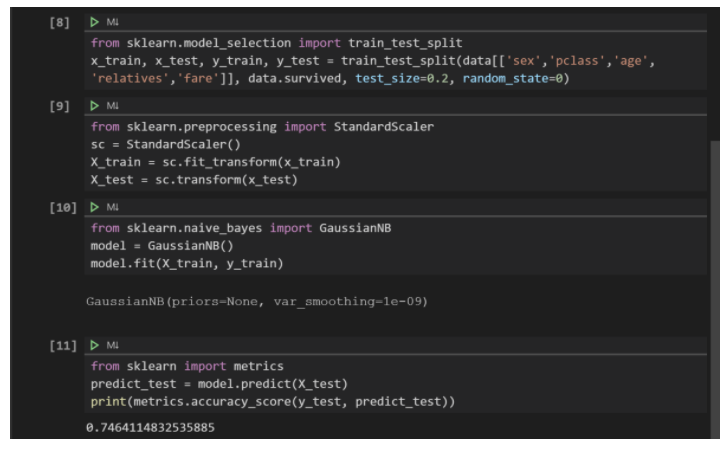 [8] ▷ M↓
from sklearn.model_selection import train_test_split
x_train, x_test, y_train, y_test = train_test_split(data[['sex','pclass','age',
'relatives','fare']], data.survived, test_size=0.2, random_state=0)
[9] ▷ M↓
from sklearn.preprocessing import StandardScaler
sc = StandardScaler()
X_train = sc.fit_transform(x_train)
X_test = sc.transform(x_test)
[10] ▷ M↓
from sklearn.naive_bayes import GaussianNB
model = GaussianNB()
model.fit(X_train, y_train)
GaussianNB(priors=None, var_smoothing=1e-09)
[11] ▷ M↓
from sklearn import metrics
predict_test = model.predict(X_test)
print(metrics.accuracy_score(y_test, predict_test))
0.7464114832535885